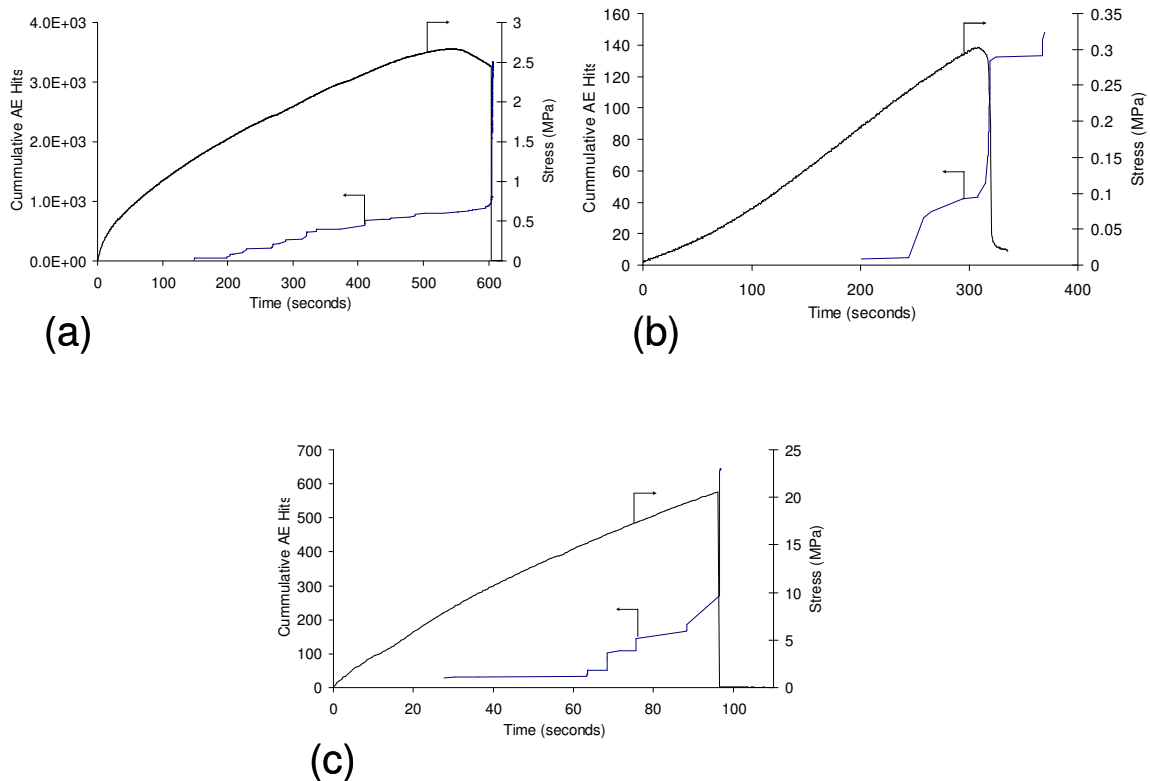 4.0E+03
3.0E+03
2.0E+03
1.0E+03
0.0E+00
Cummulative AE Hits
3
2.5
2
1.5
1
0.5
0
Stress (MPa)
0 100 200 300 400 500 600
Time (seconds)
(a)
160
140
120
100
80
60
40
20
0
Cummulative AE Hits
0.35
0.3
0.25
0.2
0.15
0.1
0.05
0
Stress (MPa)
0 100 200 300 400
Time (seconds)
(b)
700
600
500
400
300
200
100
0
Cummulative AE Hits
25
20
15
10
5
0
Stress (MPa)
0 20 40 60 80 100
Time (seconds)
(c)